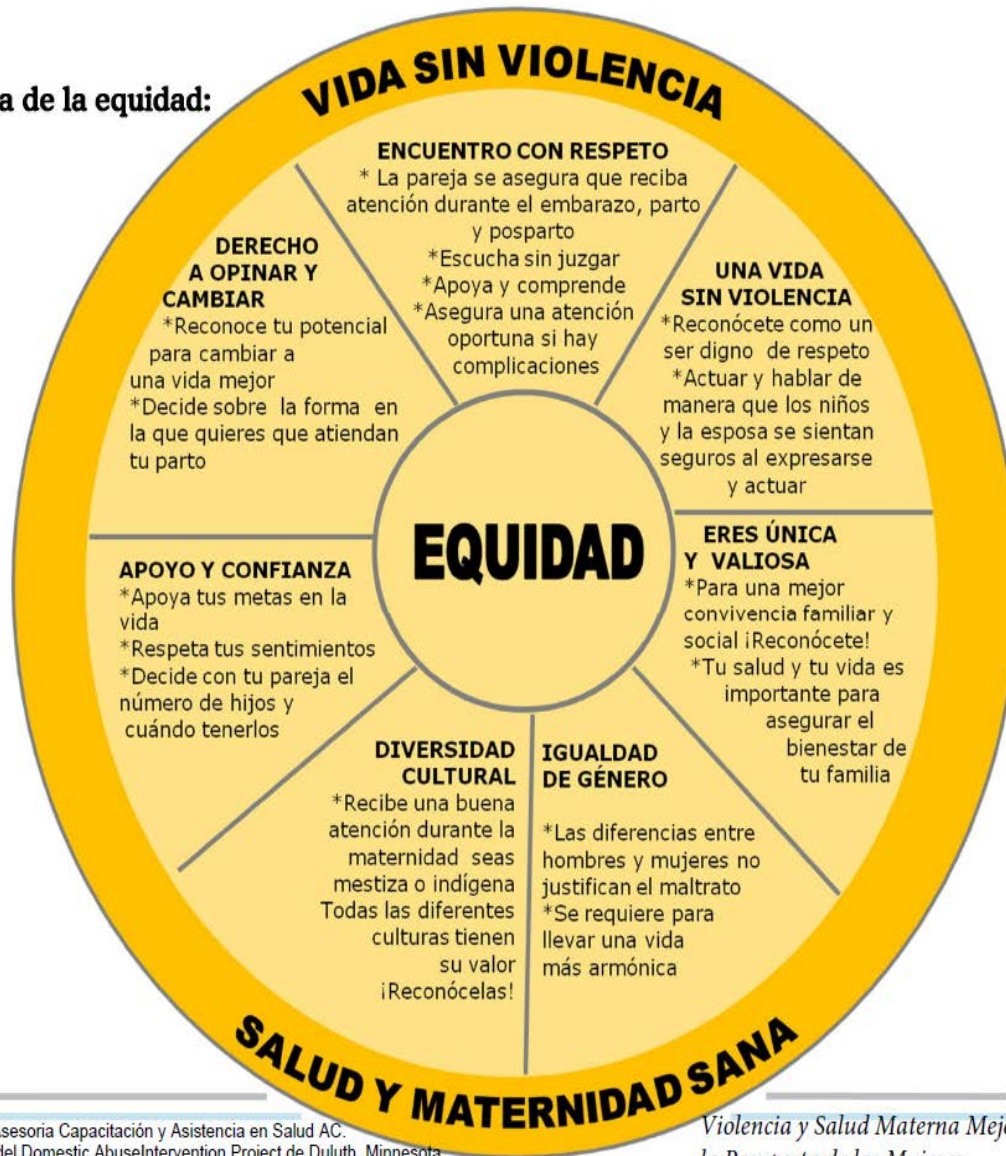 a de la equidad:
VIDA SIN VIOLENCIA
ENCUENTRO CON RESPETO
* La pareja se asegura que reciba
atención durante el embarazo, parto
y posparto
*Escucha sin juzgar
*Apoya y comprende
*Asegura una atención
oportuna si hay
complicaciones
UNA VIDA
SIN VIOLENCIA
*Reconócete como un
ser digno de respeto
*Actuar y hablar de
manera que los niños
y la esposa se sientan
seguros al expresarse
y actuar
ERES ÚNICA
Y VALIOSA
*Para una mejor
convivencia familiar y
social ¡Reconócete!
*Tu salud y tu vida es
importante para
asegurar el
bienestar de
tu familia
IGUALDAD
DE GÉNERO
*Las diferencias entre
hombres y mujeres no
justifican el maltrato
*Se requiere para
llevar una vida
más armónica
DIVERSIDAD
CULTURAL
*Recibe una buena
atención durante la
maternidad seas
mestiza o indígena
Todas las diferentes
culturas tienen
su valor
¡Reconócelas!
APOYO Y CONFIANZA
*Apoya tus metas en la
vida
*Respeta tus sentimientos
*Decide con tu pareja el
número de hijos y
cuándo tenerlos
DERECHO
A OPINAR Y
CAMBIAR
*Reconoce tu potencial
para cambiar a
una vida mejor
*Decide sobre la forma en
la que quieres que atiendan
tu parto
EQUIDAD
SALUD Y MATERNIDAD SANA
Asesoria Capacitación y Asistencia en Salud AC.
del Domestic AbuseIntervention Project de Duluth, Minnesota
Violencia y Salud Materna